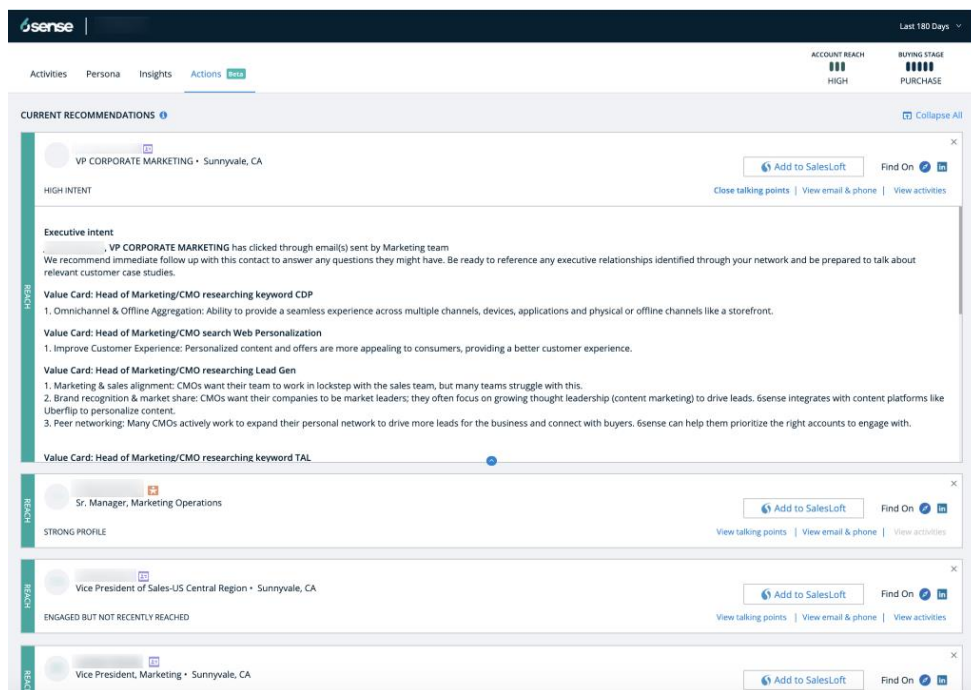 6sense
Last 180 Days
Activities Persona Insights Actions Beta
ACCOUNT REACH
HIGH
BUYING STAGE
PURCHASE
CURRENT RECOMMENDATIONS
Collapse All
REACH
VP CORPORATE MARKETING • Sunnyvale, CA
Add to SalesLoft Find On in
HIGH INTENT
Close talking points | View email & phone | View activities
Executive intent
, VP CORPORATE MARKETING has clicked through email(s) sent by Marketing team
We recommend immediate follow up with this contact to answer any questions they might have. Be ready to reference any executive relationships identified through your network and be prepared to talk about
relevant customer case studies.
Value Card: Head of Marketing/CMO researching keyword CDP
1. Omnichannel & Offline Aggregation: Ability to provide a seamless experience across multiple channels, devices, applications and physical or offline channels like a storefront.
Value Card: Head of Marketing/CMO search Web Personalization
1. Improve Customer Experience: Personalized content and offers are more appealing to consumers, providing a better customer experience.
Value Card: Head of Marketing/CMO researching Lead Gen
1. Marketing & sales alignment: CMOs want their team to work in lockstep with the sales team, but many teams struggle with this.
2. Brand recognition & market share: CMOs want their companies to be market leaders; they often focus on growing thought leadership (content marketing) to drive leads. 6sense integrates with content platforms like
Uberflip to personalize content.
3. Peer networking: Many CMOs actively work to expand their personal network to drive more leads for the business and connect with buyers. 6sense can help them prioritize the right accounts to engage with.
Value Card: Head of Marketing/CMO researching keyword TAL
REACH
Sr. Manager, Marketing Operations
Add to SalesLoft Find On in
STRONG PROFILE
View talking points | View email & phone | View activities
REACH
Vice President of Sales-US Central Region • Sunnyvale, CA
Add to SalesLoft Find On in
ENGAGED BUT NOT RECENTLY REACHED
View talking points | View email & phone | View activities
REACH
Vice President, Marketing • Sunnyvale, CA
Add to SalesLoft Find On in